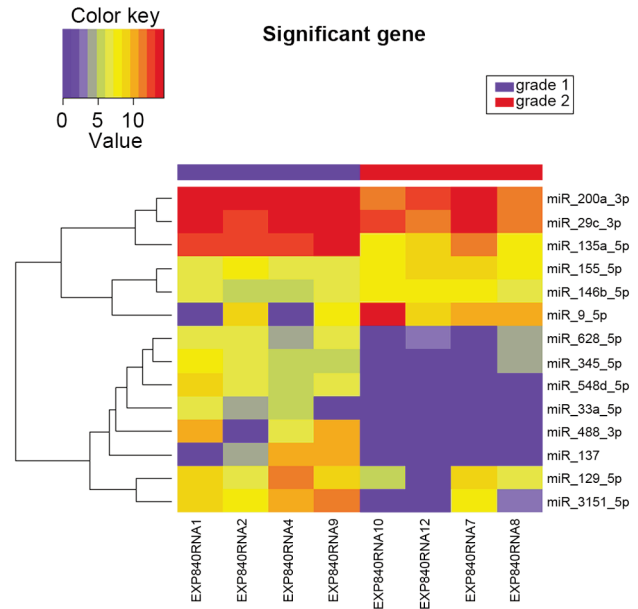 Color key
0 5 10
Value
Significant gene
grade 1
grade 2
miR_200a_3p
miR_29c_3p
miR_135a_5p
miR_155_5p
miR_146b_5p
miR_9_5p
miR_628_5p
miR_345_5p
miR_548d_5p
miR_33a_5p
miR_488_3p
miR_137
miR_129_5p
miR_3151_5p
EXP840RNA1
EXP840RNA2
EXP840RNA4
EXP840RNA9
EXP840RNA10
EXP840RNA12
EXP840RNA7
EXP840RNA8